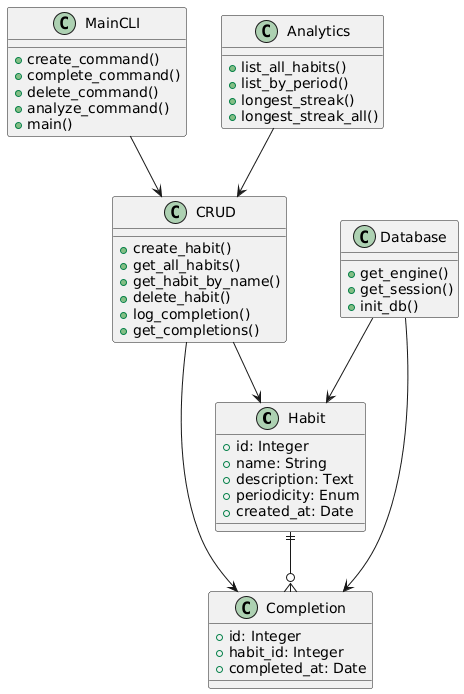 C MainCLI
create_command()
complete_command()
delete_command()
analyze_command()
main()
C Analytics
list_all_habits()
list_by_period()
longest_streak()
longest_streak_all()
C CRUD
create_habit()
get_all_habits()
get_habit_by_name()
delete_habit()
log_completion()
get_completions()
C Database
get_engine()
get_session()
init_db()
C Habit
id: Integer
name: String
description: Text
periodicity: Enum
created_at: Date
C Completion
id: Integer
habit_id: Integer
completed_at: Date